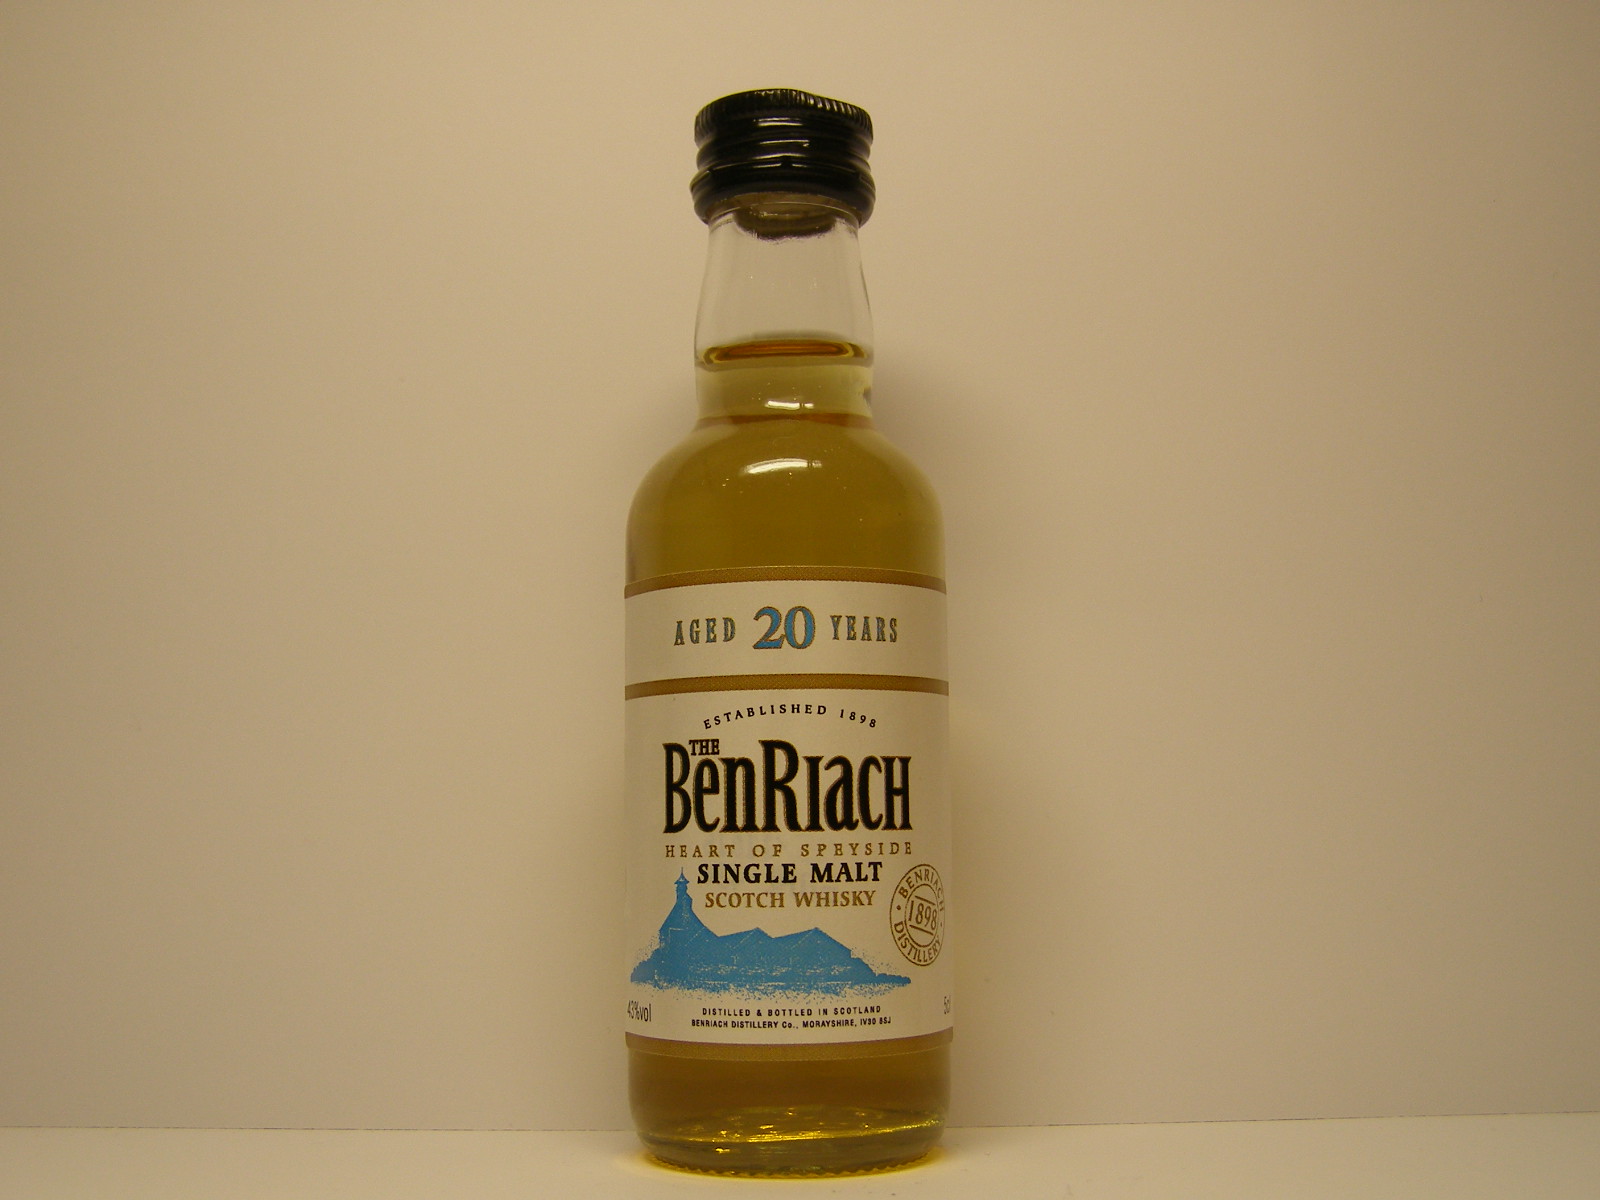 AGED 20 YEARS
ESTABLISHED 1898
THE
BENRIACH
HEART OF SPEYSIDE
SINGLE MALT
SCOTCH WHISKY
BENRIACH
1898
DISTILLERY
43%vol
5cl
DISTILLED & BOTTLED IN SCOTLAND
BENRIACH DISTILLERY Co., MORAYSHIRE, IV30 8SJ